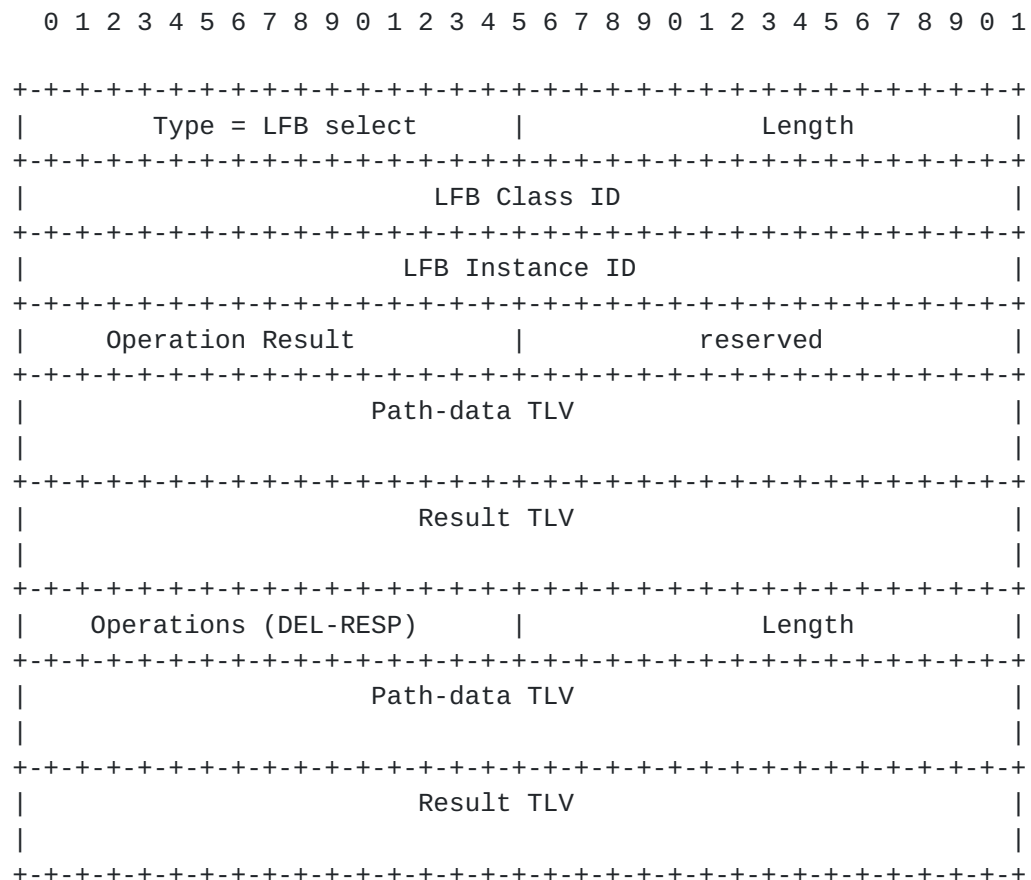 0 1 2 3 4 5 6 7 8 9 0 1 2 3 4 5 6 7 8 9 0 1 2 3 4 5 6 7 8 9 0 1
+-+-+-+-+-+-+-+-+-+-+-+-+-+-+-+-+-+-+-+-+-+-+-+-+-+-+-+-+-+-+-+-+
| Type = LFB select | Length |
+-+-+-+-+-+-+-+-+-+-+-+-+-+-+-+-+-+-+-+-+-+-+-+-+-+-+-+-+-+-+-+-+
| LFB Class ID |
+-+-+-+-+-+-+-+-+-+-+-+-+-+-+-+-+-+-+-+-+-+-+-+-+-+-+-+-+-+-+-+-+
| LFB Instance ID |
+-+-+-+-+-+-+-+-+-+-+-+-+-+-+-+-+-+-+-+-+-+-+-+-+-+-+-+-+-+-+-+-+
| Operation Result | reserved |
+-+-+-+-+-+-+-+-+-+-+-+-+-+-+-+-+-+-+-+-+-+-+-+-+-+-+-+-+-+-+-+-+
| Path-data TLV |
| |
+-+-+-+-+-+-+-+-+-+-+-+-+-+-+-+-+-+-+-+-+-+-+-+-+-+-+-+-+-+-+-+-+
| Result TLV |
| |
+-+-+-+-+-+-+-+-+-+-+-+-+-+-+-+-+-+-+-+-+-+-+-+-+-+-+-+-+-+-+-+-+
| Operations (DEL-RESP) | Length |
+-+-+-+-+-+-+-+-+-+-+-+-+-+-+-+-+-+-+-+-+-+-+-+-+-+-+-+-+-+-+-+-+
| Path-data TLV |
| |
+-+-+-+-+-+-+-+-+-+-+-+-+-+-+-+-+-+-+-+-+-+-+-+-+-+-+-+-+-+-+-+-+
| Result TLV |
| |
+-+-+-+-+-+-+-+-+-+-+-+-+-+-+-+-+-+-+-+-+-+-+-+-+-+-+-+-+-+-+-+-+